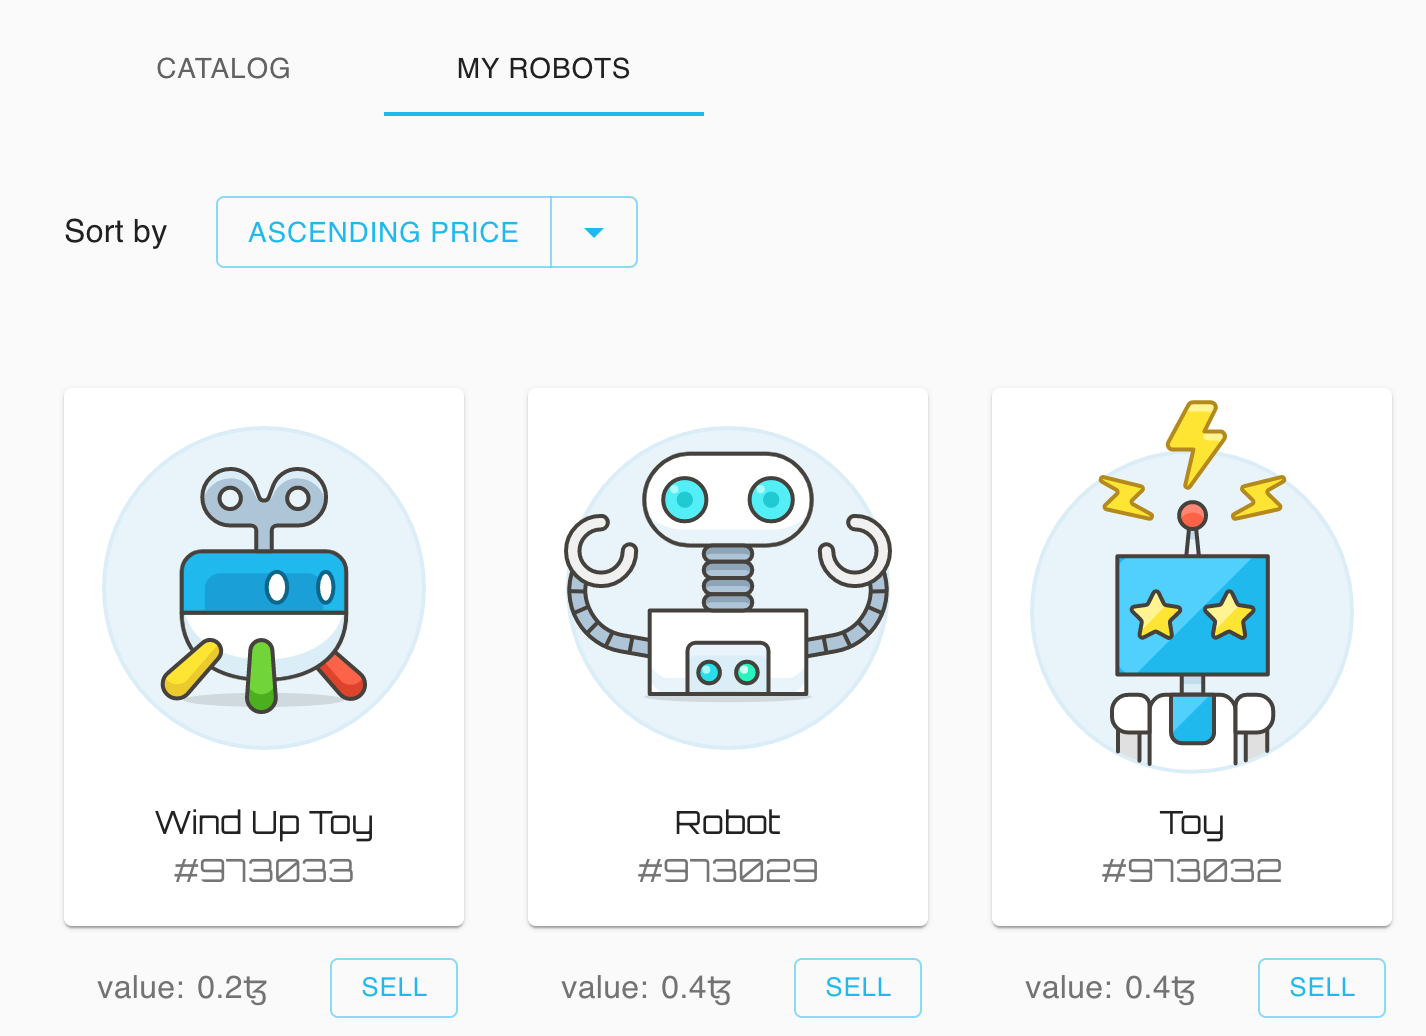 CATALOG MY ROBOTS
Sort by ASCENDING PRICE
Wind Up Toy
#973033
value: 0.2ꜩ SELL
Robot
#973029
value: 0.4ꜩ SELL
Toy
#973032
value: 0.4ꜩ SELL